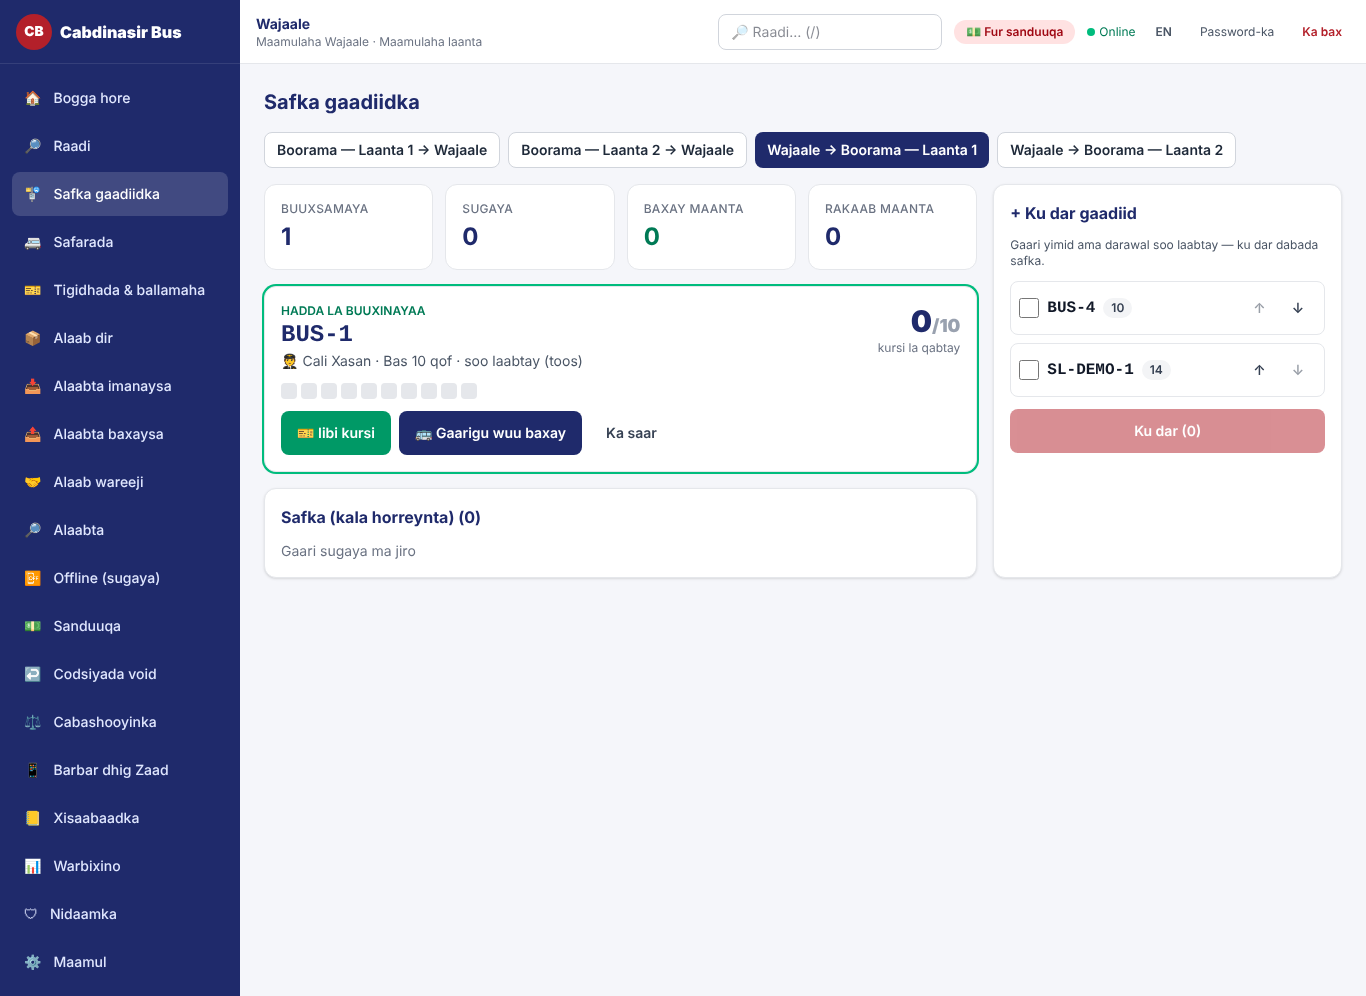 CB Cabdinasir Bus
Bogga hore
Raadi
Safka gaadiidka
Safarada
Tigidhada & ballamaha
Alaab dir
Alaabta imanaysa
Alaabta baxaysa
Alaab wareeji
Alaabta
Offline (sugaya)
Sanduuqa
Codsiyada void
Cabashooyinka
Barbar dhig Zaad
Xisaabaadka
Warbixino
Nidaamka
Maamul
Wajaale
Maamulaha Wajaale · Maamulaha laanta
Raadi... (/)
Fur sanduuqa
Online
EN
Password-ka
Ka bax
Safka gaadiidka
Boorama — Laanta 1 → Wajaale
Boorama — Laanta 2 → Wajaale
Wajaale → Boorama — Laanta 1
Wajaale → Boorama — Laanta 2
BUUXSAMAYA
1
SUGAYA
0
BAXAY MAANTA
0
RAKAAB MAANTA
0
HADDA LA BUUXINAYAA
BUS-1
Cali Xasan · Bas 10 qof · soo laabtay (toos)
0/10
kursi la qabtay
Iibi kursi
Gaarigu wuu baxay
Ka saar
Safka (kala horreynta) (0)
Gaari sugaya ma jiro
+ Ku dar gaadiid
Gaari yimid ama darawal soo laabtay — ku dar dabada
safka.
BUS-4 10 ↑ ↓
SL-DEMO-1 14 ↑ ↓
Ku dar (0)